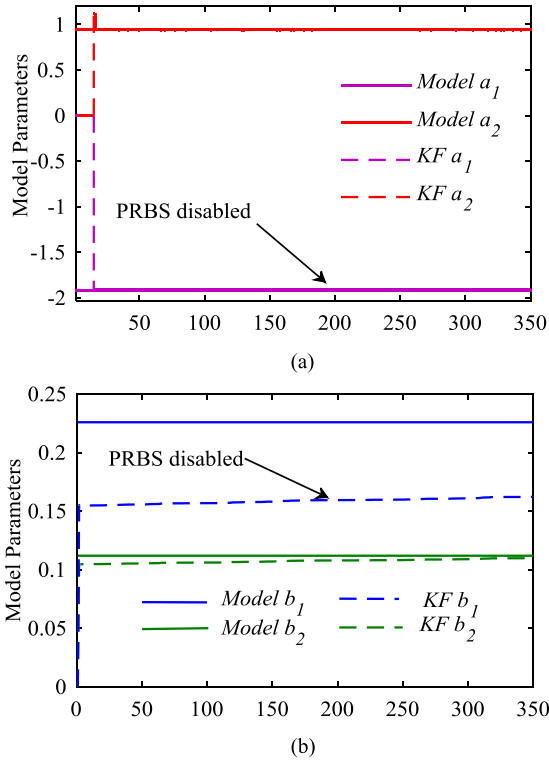 1
0.5
0
-0.5
-1
-1.5
-2
Model Parameters
Model a1
Model a2
KF a1
KF a2
PRBS disabled
50 100 150 200 250 300 350
(a)
0.25
0.2
0.15
0.1
0.05
0
Model Parameters
PRBS disabled
Model b1
Model b2
KF b1
KF b2
0 50 100 150 200 250 300 350
(b)